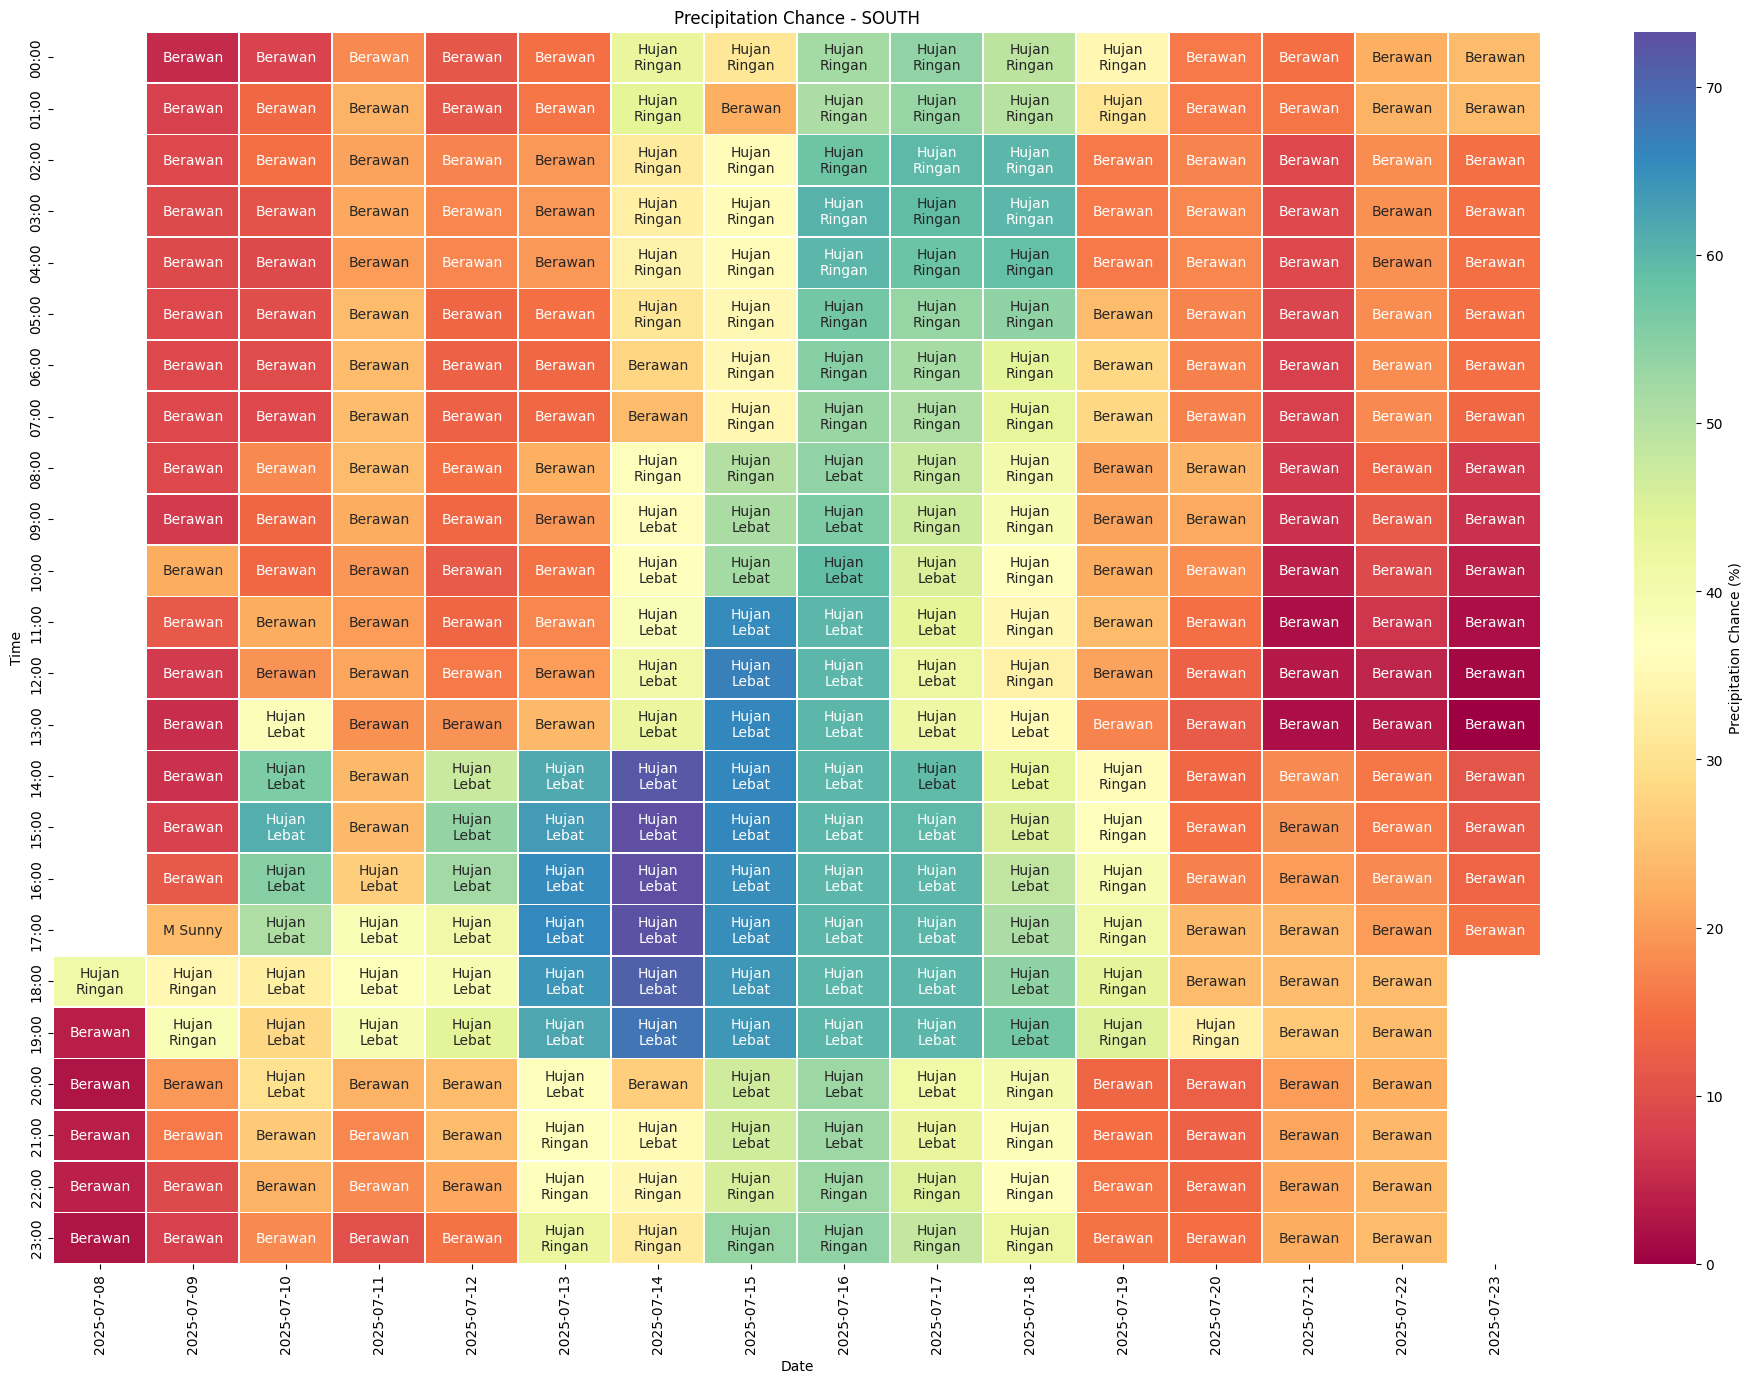 Precipitation Chance - SOUTH
00:00 Berawan Berawan Berawan Berawan Berawan Hujan Ringan Hujan Ringan Hujan Ringan Hujan Ringan Hujan Ringan Hujan Ringan Berawan Berawan Berawan Berawan
01:00 Berawan Berawan Berawan Berawan Berawan Hujan Ringan Berawan Hujan Ringan Hujan Ringan Hujan Ringan Hujan Ringan Berawan Berawan Berawan Berawan
02:00 Berawan Berawan Berawan Berawan Berawan Hujan Ringan Hujan Ringan Hujan Ringan Hujan Ringan Hujan Ringan Berawan Berawan Berawan Berawan Berawan
03:00 Berawan Berawan Berawan Berawan Berawan Hujan Ringan Hujan Ringan Hujan Ringan Hujan Ringan Hujan Ringan Berawan Berawan Berawan Berawan Berawan
04:00 Berawan Berawan Berawan Berawan Berawan Hujan Ringan Hujan Ringan Hujan Ringan Hujan Ringan Hujan Ringan Berawan Berawan Berawan Berawan Berawan
05:00 Berawan Berawan Berawan Berawan Berawan Hujan Ringan Hujan Ringan Hujan Ringan Hujan Ringan Hujan Ringan Berawan Berawan Berawan Berawan Berawan
06:00 Berawan Berawan Berawan Berawan Berawan Berawan Hujan Ringan Hujan Ringan Hujan Ringan Hujan Ringan Berawan Berawan Berawan Berawan Berawan
07:00 Berawan Berawan Berawan Berawan Berawan Berawan Hujan Ringan Hujan Ringan Hujan Ringan Hujan Ringan Berawan Berawan Berawan Berawan Berawan
08:00 Berawan Berawan Berawan Berawan Berawan Hujan Ringan Hujan Ringan Hujan Lebat Hujan Ringan Hujan Ringan Berawan Berawan Berawan Berawan Berawan
09:00 Berawan Berawan Berawan Berawan Berawan Hujan Lebat Hujan Lebat Hujan Lebat Hujan Ringan Hujan Ringan Berawan Berawan Berawan Berawan Berawan
10:00 Berawan Berawan Berawan Berawan Berawan Hujan Lebat Hujan Lebat Hujan Lebat Hujan Lebat Hujan Ringan Berawan Berawan Berawan Berawan Berawan
11:00 Berawan Berawan Berawan Berawan Berawan Hujan Lebat Hujan Lebat Hujan Lebat Hujan Lebat Hujan Ringan Berawan Berawan Berawan Berawan Berawan
12:00 Berawan Berawan Berawan Berawan Berawan Hujan Lebat Hujan Lebat Hujan Lebat Hujan Lebat Hujan Ringan Berawan Berawan Berawan Berawan Berawan
13:00 Berawan Hujan Lebat Berawan Berawan Berawan Hujan Lebat Hujan Lebat Hujan Lebat Hujan Lebat Hujan Lebat Berawan Berawan Berawan Berawan Berawan
14:00 Berawan Hujan Lebat Berawan Hujan Lebat Hujan Lebat Hujan Lebat Hujan Lebat Hujan Lebat Hujan Lebat Hujan Lebat Hujan Ringan Berawan Berawan Berawan Berawan
15:00 Berawan Hujan Lebat Berawan Hujan Lebat Hujan Lebat Hujan Lebat Hujan Lebat Hujan Lebat Hujan Lebat Hujan Lebat Hujan Ringan Berawan Berawan Berawan Berawan
16:00 Berawan Hujan Lebat Hujan Lebat Hujan Lebat Hujan Lebat Hujan Lebat Hujan Lebat Hujan Lebat Hujan Lebat Hujan Lebat Hujan Ringan Berawan Berawan Berawan Berawan
17:00 M Sunny Hujan Lebat Hujan Lebat Hujan Lebat Hujan Lebat Hujan Lebat Hujan Lebat Hujan Lebat Hujan Lebat Hujan Lebat Hujan Ringan Berawan Berawan Berawan Berawan
18:00 Hujan Ringan Hujan Ringan Hujan Lebat Hujan Lebat Hujan Lebat Hujan Lebat Hujan Lebat Hujan Lebat Hujan Lebat Hujan Lebat Hujan Lebat Hujan Ringan Berawan Berawan Berawan
19:00 Berawan Hujan Ringan Hujan Lebat Hujan Lebat Hujan Lebat Hujan Lebat Hujan Lebat Hujan Lebat Hujan Lebat Hujan Lebat Hujan Lebat Hujan Ringan Hujan Ringan Berawan Berawan
20:00 Berawan Berawan Hujan Lebat Berawan Berawan Hujan Lebat Berawan Hujan Lebat Hujan Lebat Hujan Lebat Hujan Ringan Berawan Berawan Berawan Berawan
21:00 Berawan Berawan Berawan Berawan Berawan Hujan Ringan Hujan Lebat Hujan Lebat Hujan Lebat Hujan Lebat Hujan Ringan Berawan Berawan Berawan Berawan
22:00 Berawan Berawan Berawan Berawan Berawan Hujan Ringan Hujan Ringan Hujan Ringan Hujan Ringan Hujan Ringan Hujan Ringan Berawan Berawan Berawan Berawan
23:00 Berawan Berawan Berawan Berawan Berawan Hujan Ringan Hujan Ringan Hujan Ringan Hujan Ringan Hujan Ringan Hujan Ringan Berawan Berawan Berawan Berawan
Time
2025-07-08 2025-07-09 2025-07-10 2025-07-11 2025-07-12 2025-07-13 2025-07-14 2025-07-15 2025-07-16 2025-07-17 2025-07-18 2025-07-19 2025-07-20 2025-07-21 2025-07-22 2025-07-23
Date
70
60
50
40
30
20
10
0
Precipitation Chance (%)